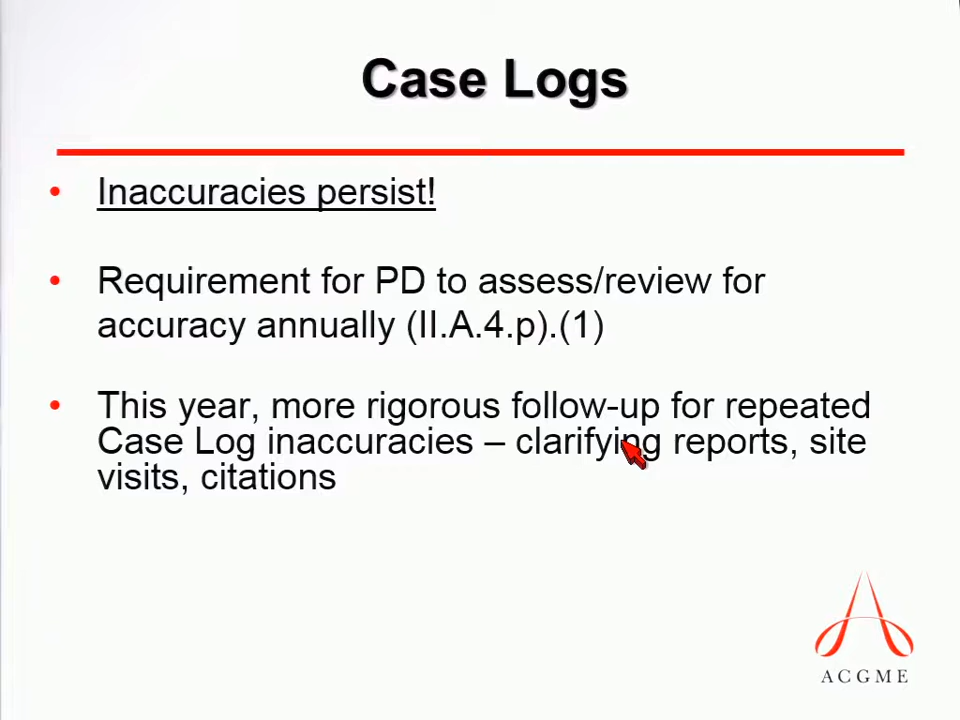 Case Logs
• Inaccuracies persist!
• Requirement for PD to assess/review for
accuracy annually (II.A.4.p).(1)
• This year, more rigorous follow-up for repeated
Case Log inaccuracies – clarifying reports, site
visits, citations
ACGME